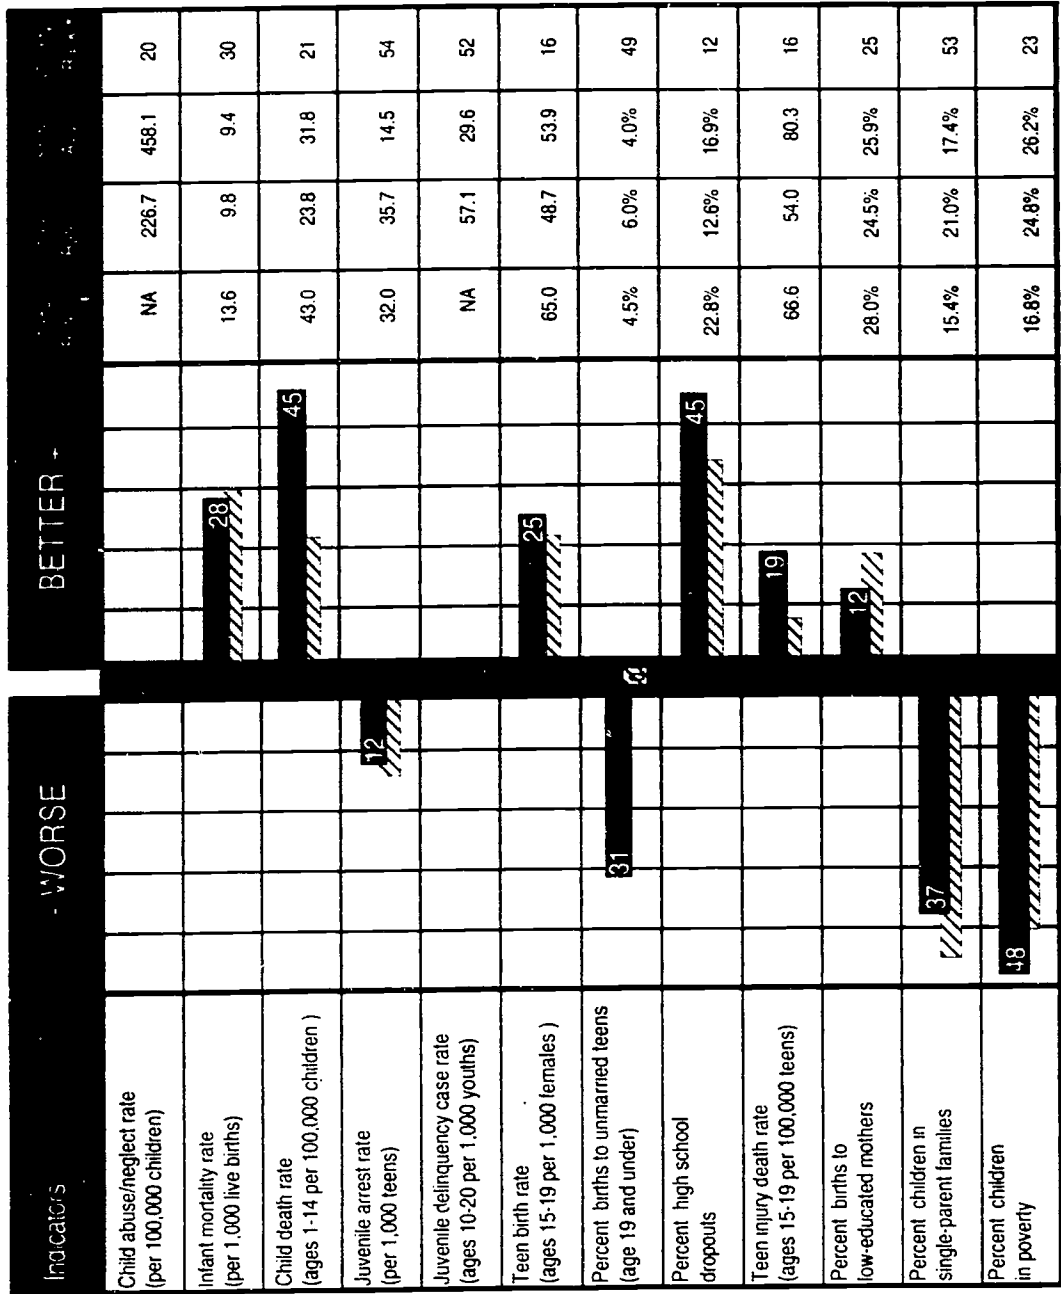 Indicators
- WORSE
BETTER +
Child abuse/neglect rate
(per 100,000 children)
NA
226.7
458.1
20
Infant mortality rate
(per 1,000 live births)
28
13.6
9.8
9.4
30
Child death rate
(ages 1-14 per 100,000 children )
45
43.0
23.8
31.8
21
Juvenile arrest rate
(per 1,000 teens)
12
32.0
35.7
14.5
54
Juvenile delinquency case rate
(ages 10-20 per 1,000 youths)
NA
57.1
29.6
52
Teen birth rate
(ages 15-19 per 1,000 females )
25
65.0
48.7
53.9
16
Percent births to unmarried teens
(age 19 and under)
31
4.5%
6.0%
4.0%
49
Percent high school
dropouts
45
22.8%
12.6%
16.9%
12
Teen injury death rate
(ages 15-19 per 100,000 teens)
19
66.6
54.0
80.3
16
Percent births to
low-educated mothers
12
28.0%
24.5%
25.9%
25
Percent children in
single-parent families
37
15.4%
21.0%
17.4%
53
Percent children
in poverty
48
16.8%
24.8%
26.2%
23